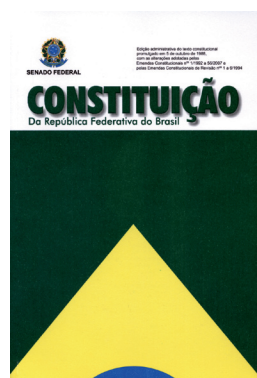 Edição administrativa do texto constitucional
promulgado em 5 de outubro de 1988,
com as alterações adotadas pelas
Emendas Constitucionais nos 1/1992 a 56/2007 e
pelas Emendas Constitucionais de Revisão nos 1 a 6/1994
SENADO FEDERAL
CONSTITUIÇÃO
Da República Federativa do Brasil